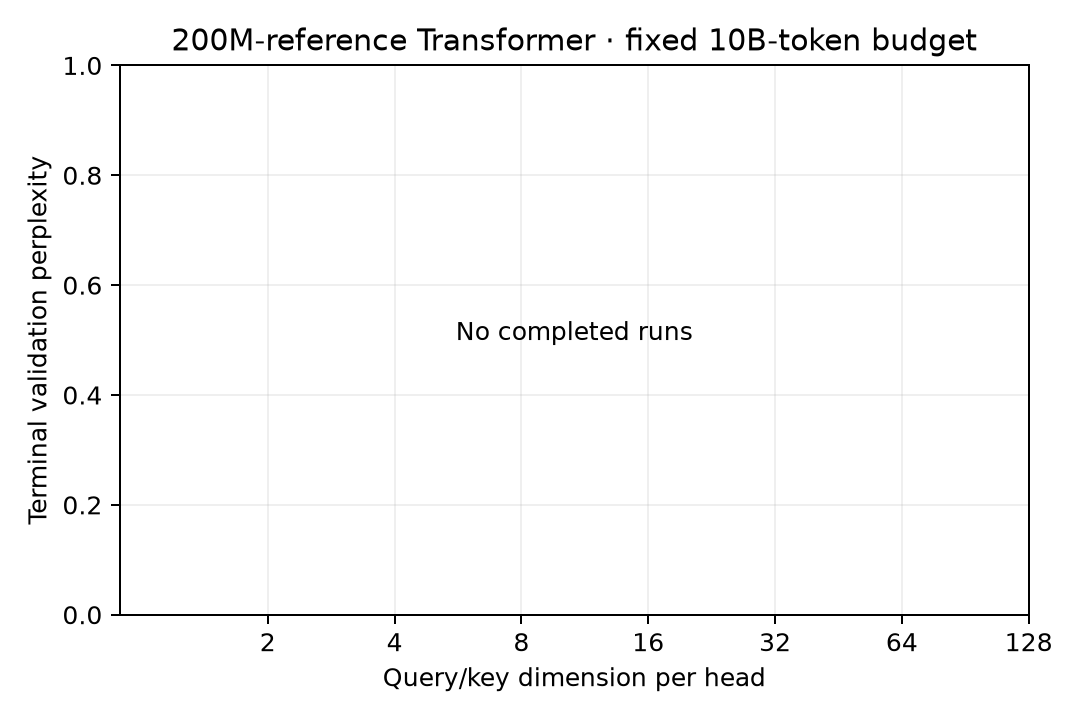 200M-reference Transformer · fixed 10B-token budget
Terminal validation perplexity
1.0
0.8
0.6
0.4
0.2
0.0
No completed runs
2 4 8 16 32 64 128
Query/key dimension per head